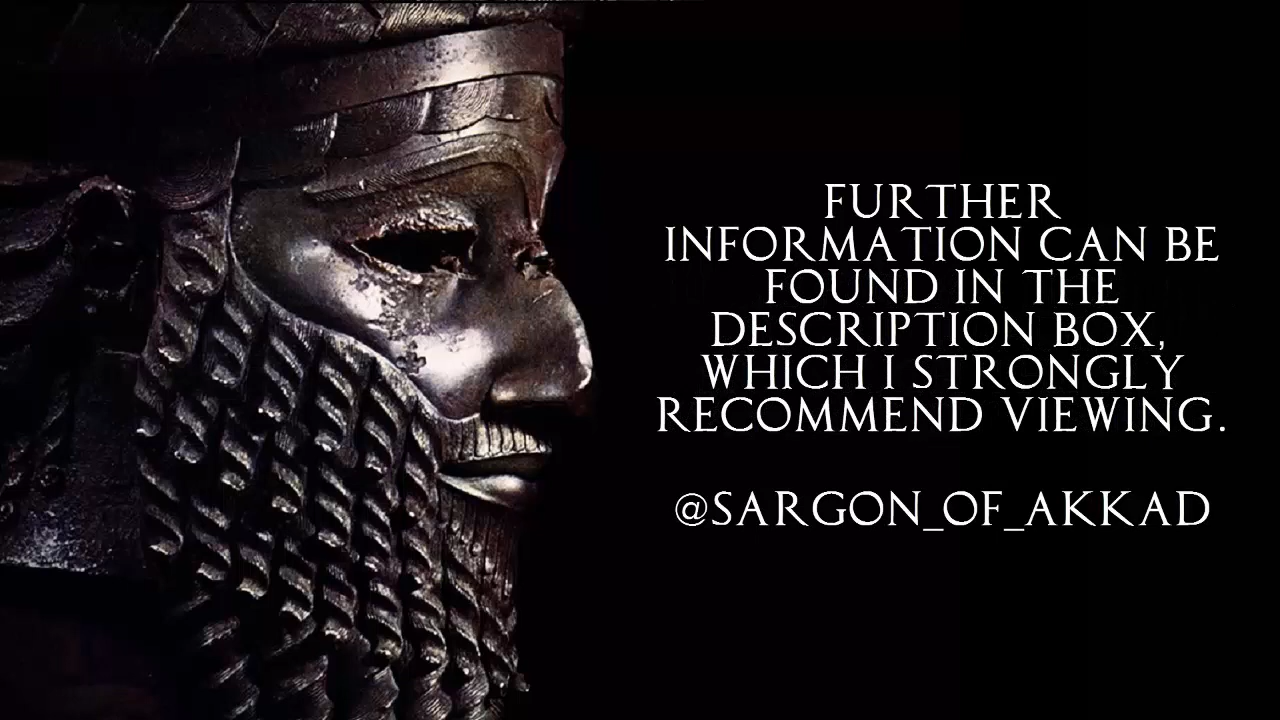 FURTHER
INFORMATION CAN BE
FOUND IN THE
DESCRIPTION BOX,
WHICH I STRONGLY
RECOMMEND VIEWING.
@SARGON_OF_AKKAD